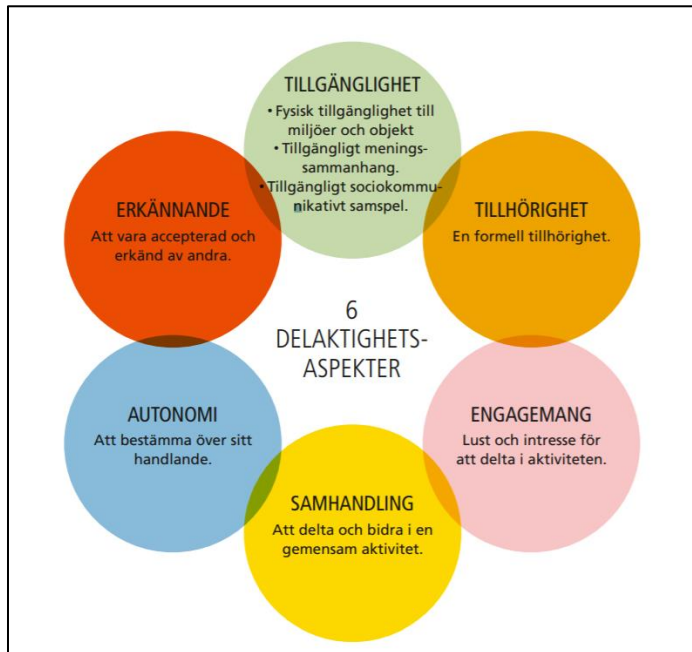 TILLGÄNGLIGHET
• Fysisk tillgänglighet till
miljöer och objekt
• Tillgängligt menings-
sammanhang.
• Tillgängligt sociokommu-
nikativt samspel.
TILLHÖRIGHET
En formell tillhörighet.
ENGAGEMANG
Lust och intresse för
att delta i aktiviteten.
SAMHANDLING
Att delta och bidra i en
gemensam aktivitet.
AUTONOMI
Att bestämma över sitt
handlande.
ERKÄNNANDE
Att vara accepterad och
erkänd av andra.
6
DELAKTIGHETS-
ASPEKTER